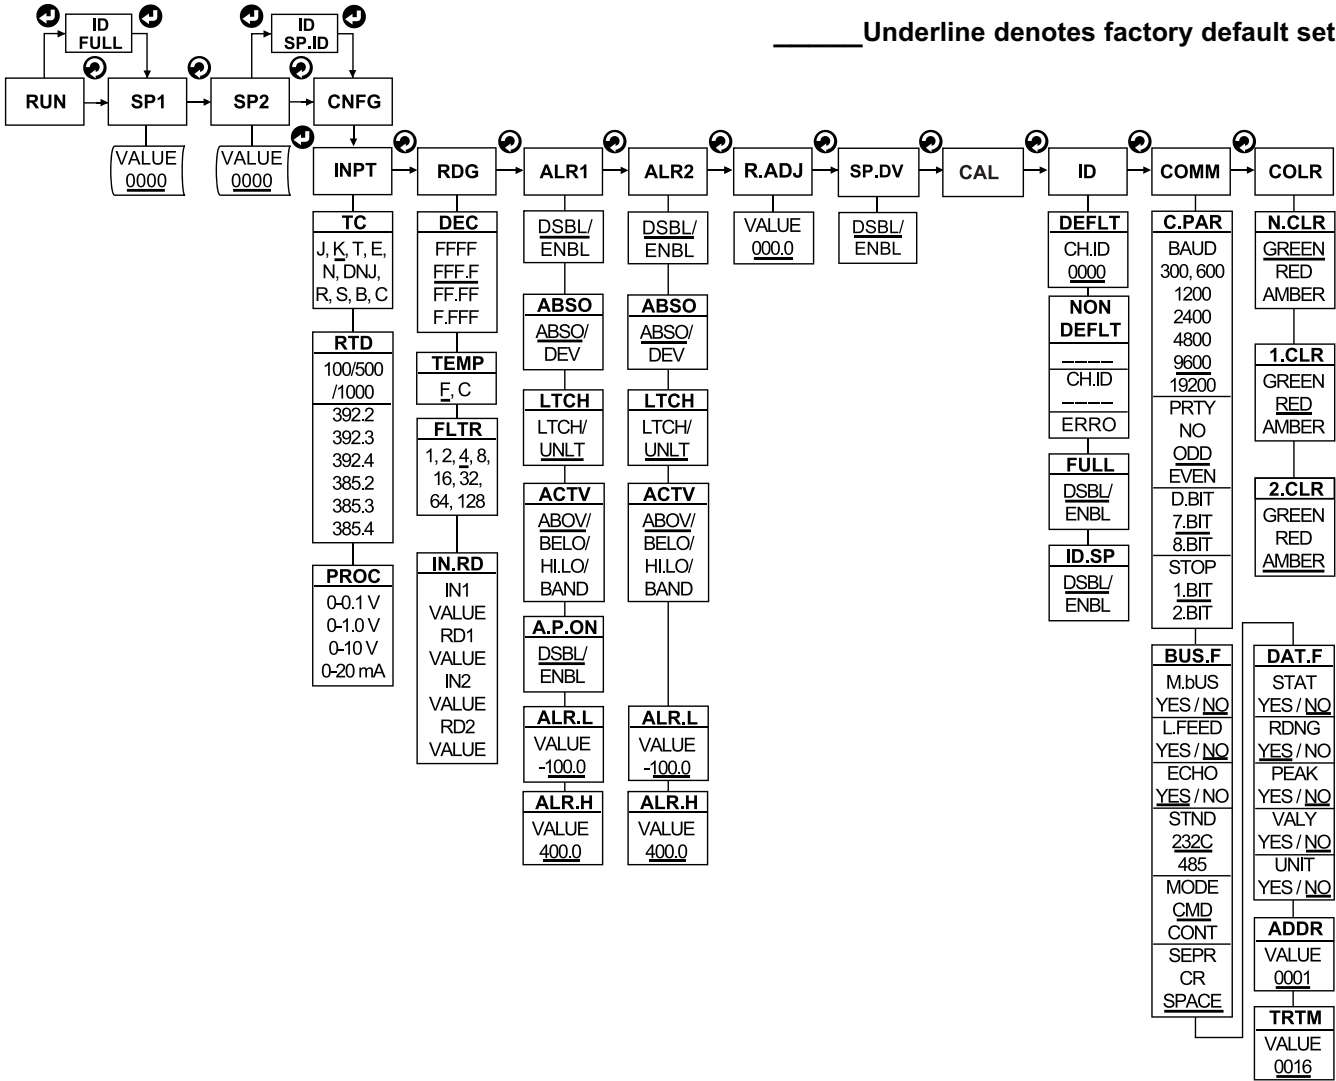 _____Underline denotes factory default set
ID
FULL
ID
SP.ID
RUN
SP1
SP2
CNFG
VALUE
0000
VALUE
0000
INPT
RDG
ALR1
ALR2
R.ADJ
SP.DV
CAL
ID
COMM
COLR
TC
J, K, T, E,
N, DNJ,
R, S, B, C
RTD
100/500
/1000
392.2
392.3
392.4
385.2
385.3
385.4
PROC
0-0.1 V
0-1.0 V
0-10 V
0-20 mA
DEC
FFFF
FFF.F
FF.FF
F.FFF
TEMP
F, C
FLTR
1, 2, 4, 8,
16, 32,
64, 128
IN.RD
IN1
VALUE
RD1
VALUE
IN2
VALUE
RD2
VALUE
DSBL/
ENBL
ABSO
ABSO/
DEV
LTCH
LTCH/
UNLT
ACTV
ABOV/
BELO/
HI.LO/
BAND
A.P.ON
DSBL/
ENBL
ALR.L
VALUE
-100.0
ALR.H
VALUE
400.0
DSBL/
ENBL
ABSO
ABSO/
DEV
LTCH
LTCH/
UNLT
ACTV
ABOV/
BELO/
HI.LO/
BAND
ALR.L
VALUE
-100.0
ALR.H
VALUE
400.0
VALUE
000.0
DSBL/
ENBL
DEFLT
CH.ID
0000
NON
DEFLT
_ _ _ _
CH.ID
_ _ _ _
ERRO
FULL
DSBL/
ENBL
ID.SP
DSBL/
ENBL
C.PAR
BAUD
300, 600
1200
2400
4800
9600
19200
PRTY
NO
ODD
EVEN
D.BIT
7.BIT
8.BIT
STOP
1.BIT
2.BIT
BUS.F
M.bUS
YES / NO
L.FEED
YES / NO
ECHO
YES / NO
STND
232C
485
MODE
CMD
CONT
SEPR
CR
SPACE
N.CLR
GREEN
RED
AMBER
1.CLR
GREEN
RED
AMBER
2.CLR
GREEN
RED
AMBER
DAT.F
STAT
YES / NO
RDNG
YES / NO
PEAK
YES / NO
VALY
YES / NO
UNIT
YES / NO
ADDR
VALUE
0001
TRTM
VALUE
0016